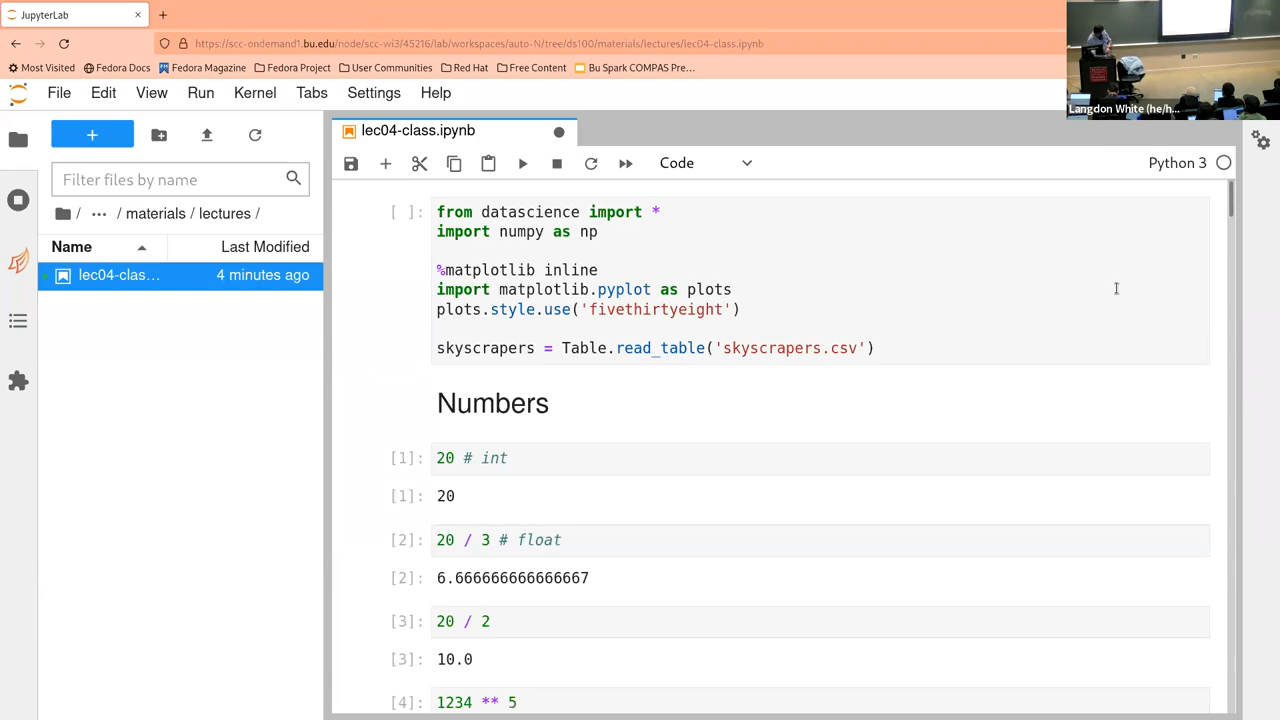 JupyterLab
https://scc-ondemand1.bu.edu/node/scc-wi3/45216/lab/workspaces/auto-N/tree/ds100/materials/lectures/lec04-class.ipynb
Most Visited Fedora Docs Fedora Magazine Fedora Project User Communities Red Hat Free Content Bu Spark COMPAS Pre...
Langdon White (he/h...
File Edit View Run Kernel Tabs Settings Help
lec04-class.ipynb
Code
Python 3
Filter files by name
/ ... / materials / lectures /
Name Last Modified
lec04-clas... 4 minutes ago
[ ]: from datascience import *
import numpy as np
%matplotlib inline
import matplotlib.pyplot as plots
plots.style.use('fivethirtyeight')
skyscrapers = Table.read_table('skyscrapers.csv')
Numbers
[1]: 20 # int
[1]: 20
[2]: 20 / 3 # float
[2]: 6.666666666666667
[3]: 20 / 2
[3]: 10.0
[4]: 1234 ** 5